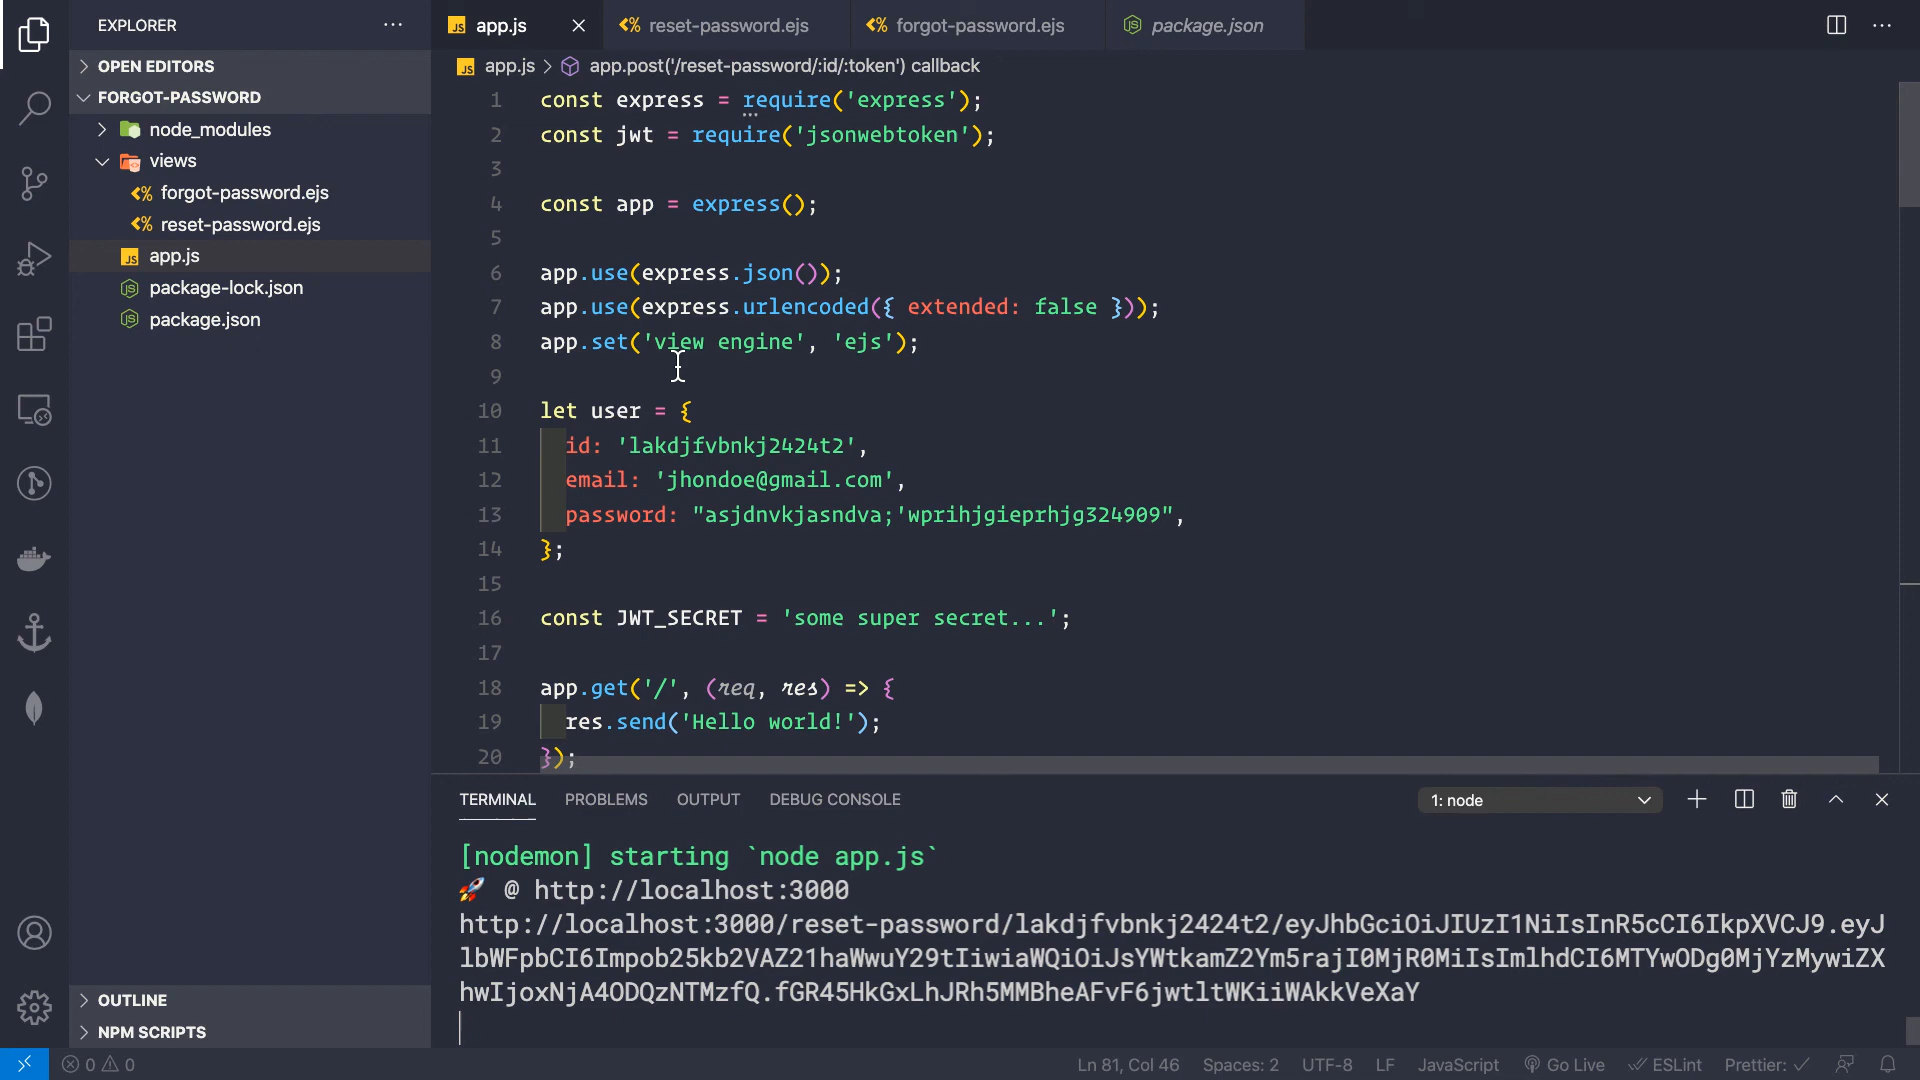 EXPLORER
OPEN EDITORS
FORGOT-PASSWORD
node_modules
views
forgot-password.ejs
reset-password.ejs
JS app.js
package-lock.json
package.json
OUTLINE
NPM SCRIPTS
JS app.js
reset-password.ejs
forgot-password.ejs
package.json
JS app.js > app.post('/reset-password/:id/:token') callback
1 const express = require('express');
2 const jwt = require('jsonwebtoken');
3
4 const app = express();
5
6 app.use(express.json());
7 app.use(express.urlencoded({ extended: false }));
8 app.set('view engine', 'ejs');
9
10 let user = {
11 id: 'lakdjfvbnkj2424t2',
12 email: 'jhondoe@gmail.com',
13 password: "asjdnvkjasndva;'wprihjgieprhjg324909",
14 };
15
16 const JWT_SECRET = 'some super secret...';
17
18 app.get('/', (req, res) => {
19 res.send('Hello world!');
20 });
TERMINAL PROBLEMS OUTPUT DEBUG CONSOLE
1: node
[nodemon] starting `node app.js`
🚀 @ http://localhost:3000
http://localhost:3000/reset-password/lakdjfvbnkj2424t2/eyJhbGciOiJIUzI1NiIsInR5cCI6IkpXVCJ9.eyJ
lbWFpbCI6Impob25kb2VAZ21haWwuY29tIiwiaWQiOiJsYWtkamZ2Ym5rajI0MjR0MiIsImlhdCI6MTYwODg0MjYzMywiZX
hwIjoxNjA4ODQzNTMzfQ.fGR45HkGxLhJRh5MMBheAFvF6jwtltWKiiWAkkVeXaY
0 0
Ln 81, Col 46 Spaces: 2 UTF-8 LF JavaScript Go Live ESLint Prettier: ✓